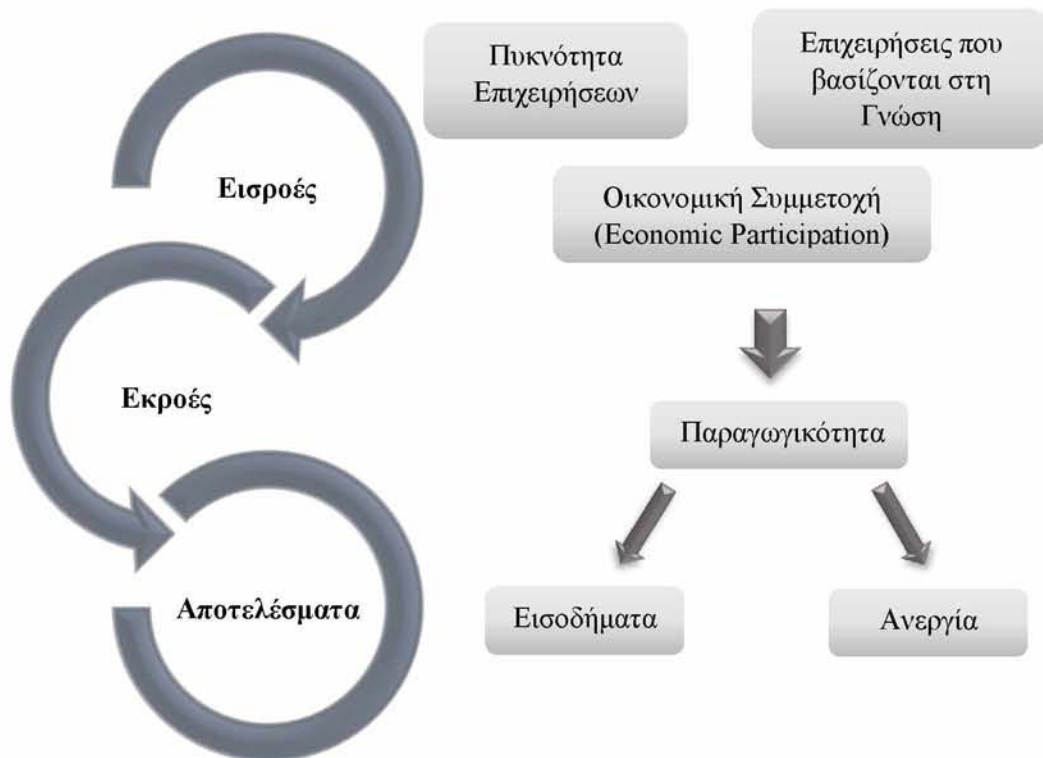 Πυκνότητα
Επιχειρήσεων
Επιχειρήσεις που
βασίζονται στη
Γνώση
Εισροές
Οικονομική Συμμετοχή
(Economic Participation)
Εκροές
Παραγωγικότητα
Αποτελέσματα
Εισοδήματα
Ανεργία